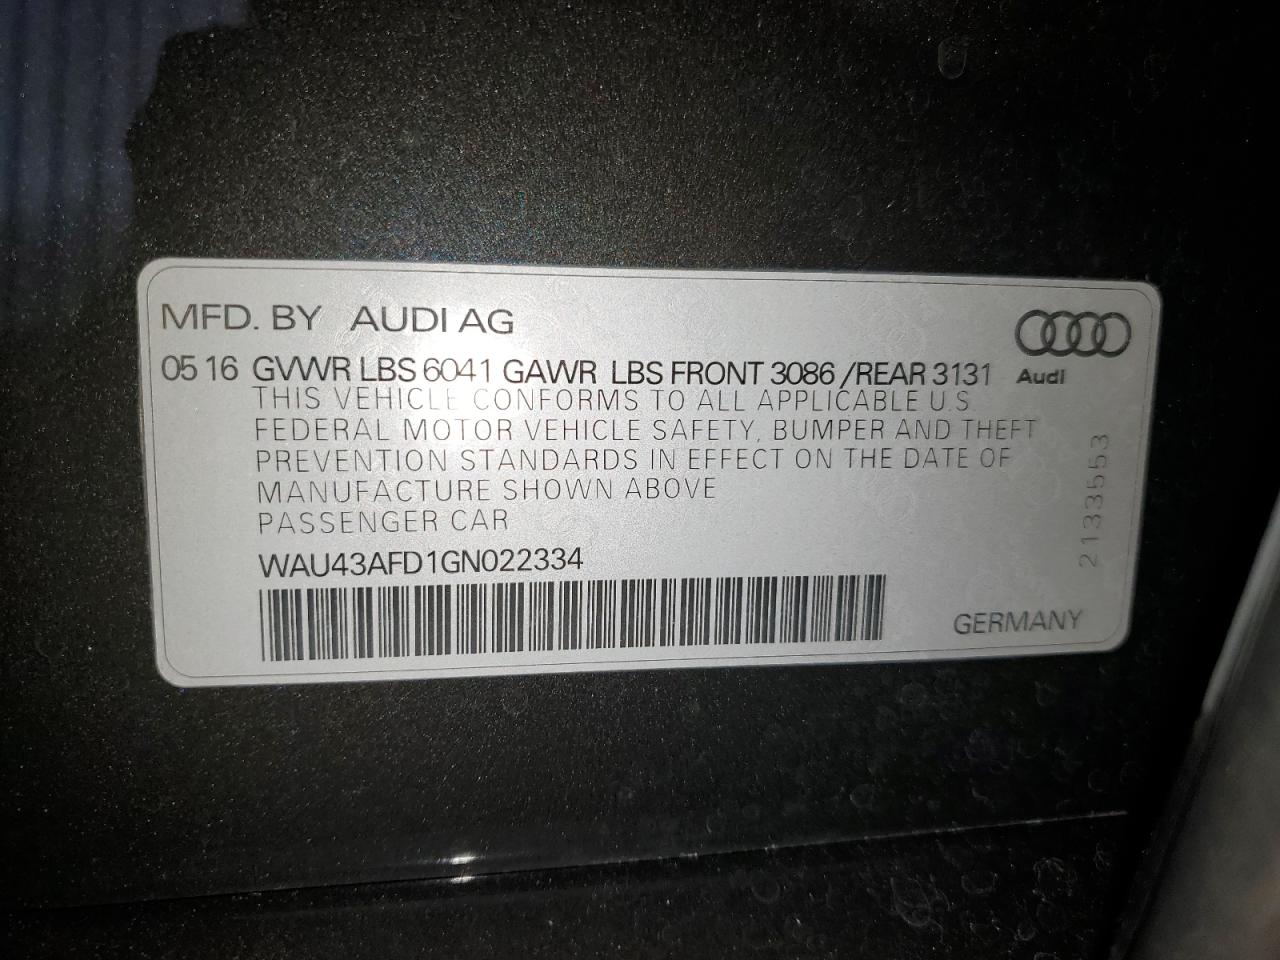 MFD. BY AUDI AG
05 16 GVWR LBS 6041 GAWR LBS FRONT 3086 /REAR 3131
Audi
THIS VEHICLE CONFORMS TO ALL APPLICABLE U.S.
FEDERAL MOTOR VEHICLE SAFETY, BUMPER AND THEFT
PREVENTION STANDARDS IN EFFECT ON THE DATE OF
MANUFACTURE SHOWN ABOVE
PASSENGER CAR
WAU43AFD1GN022334
2133553
GERMANY